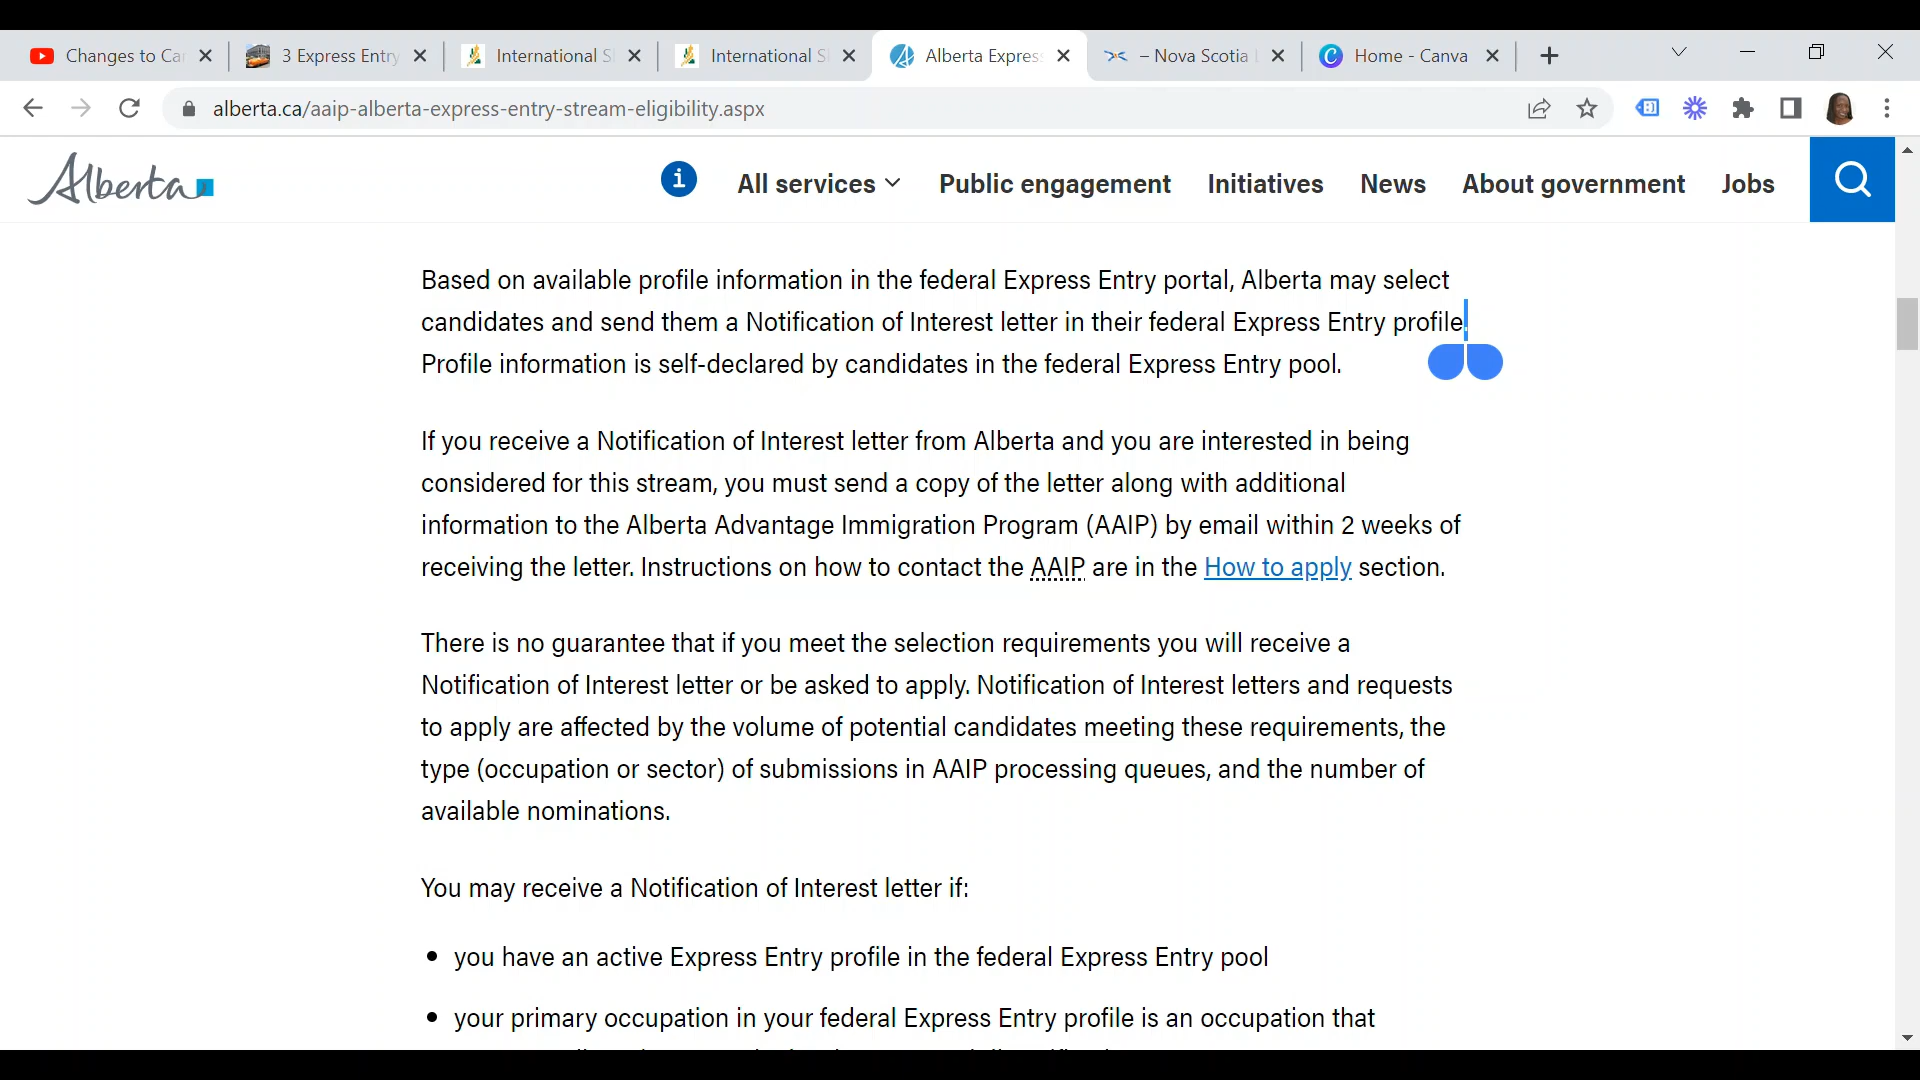 Changes to Ca
3 Express Entry
International S
International S
Alberta Expres
– Nova Scotia
Home - Canva
alberta.ca/aaip-alberta-express-entry-stream-eligibility.aspx
Alberta
All services
Public engagement
Initiatives
News
About government
Jobs
Based on available profile information in the federal Express Entry portal, Alberta may select
candidates and send them a Notification of Interest letter in their federal Express Entry profile.
Profile information is self-declared by candidates in the federal Express Entry pool.
If you receive a Notification of Interest letter from Alberta and you are interested in being
considered for this stream, you must send a copy of the letter along with additional
information to the Alberta Advantage Immigration Program (AAIP) by email within 2 weeks of
receiving the letter. Instructions on how to contact the AAIP are in the How to apply section.
There is no guarantee that if you meet the selection requirements you will receive a
Notification of Interest letter or be asked to apply. Notification of Interest letters and requests
to apply are affected by the volume of potential candidates meeting these requirements, the
type (occupation or sector) of submissions in AAIP processing queues, and the number of
available nominations.
You may receive a Notification of Interest letter if:
• you have an active Express Entry profile in the federal Express Entry pool
• your primary occupation in your federal Express Entry profile is an occupation that